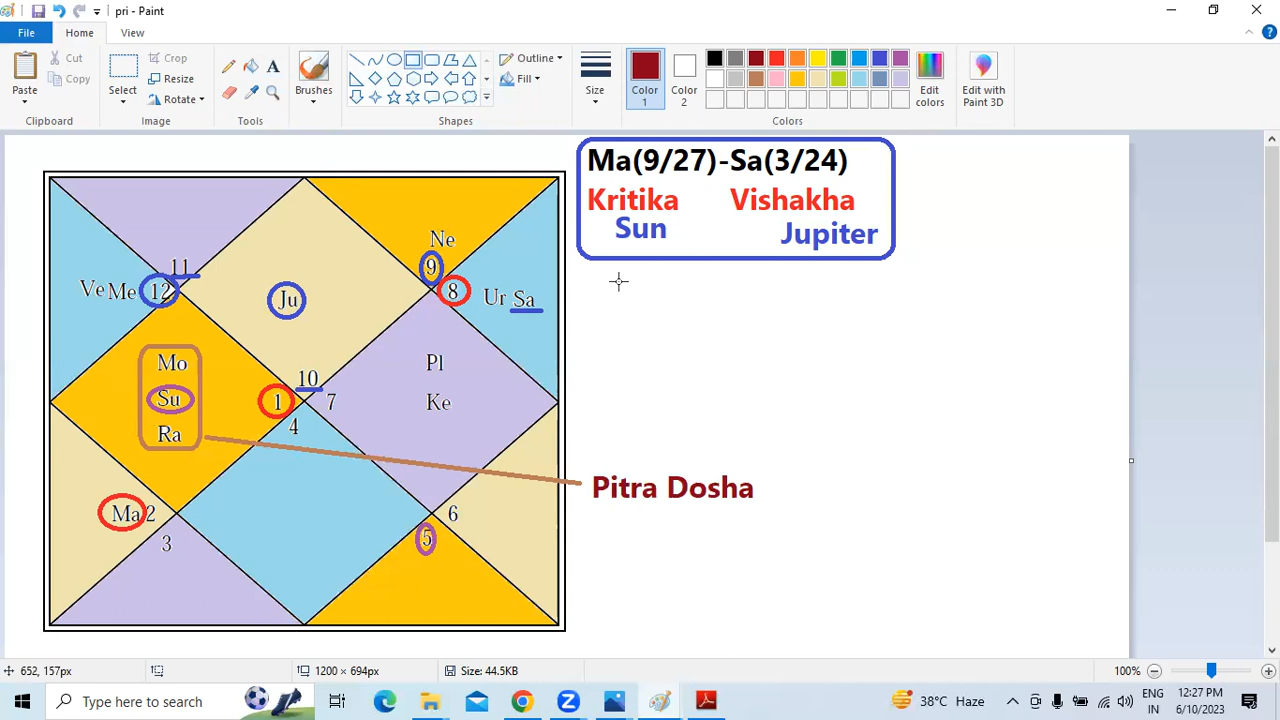 pri - Paint
File Home View
Paste
Cut
Copy
Clipboard
Select
Crop
Resize
Rotate
Image
A
Tools
Brushes
Outline
Fill
Shapes
Size
Color
1
Color
2
Colors
Edit
colors
Edit with
Paint 3D
Ma(9/27)-Sa(3/24)
Kritika Vishakha
Sun Jupiter
Ne
11 9
Ve Me 12 Ju 8 Ur Sa
Mo Pl
10
Su 1 7 Ke
4
Ra
Pitra Dosha
Ma 2 6
3 5
652, 157px 1200 × 694px Size: 44.5KB 100%
Type here to search
38°C Haze
ENG
IN
12:27 PM
6/10/2023